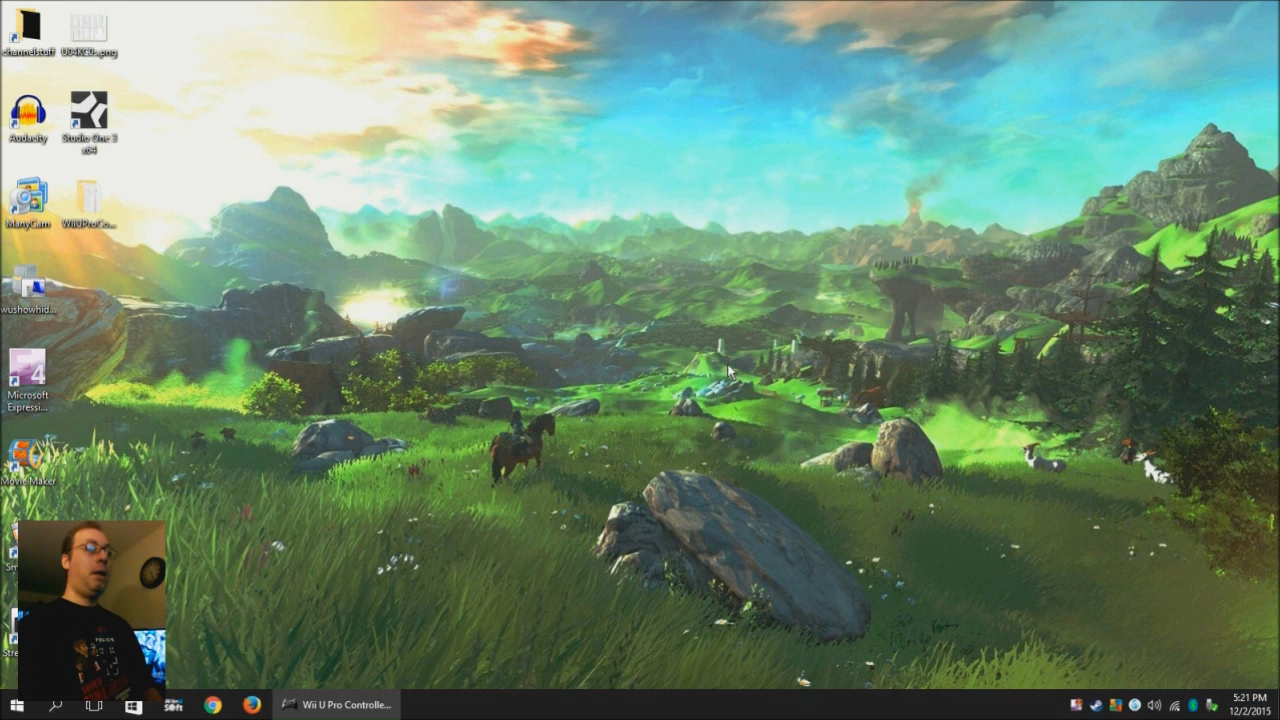 channelstuff
U04KC0s.png
Audacity
Studio One 3
x64
ManyCam
WiiUProCo...
wushowhid...
Microsoft
Expressi...
Movie Maker
Wii U Pro Controlle...
5:21 PM
12/2/2015